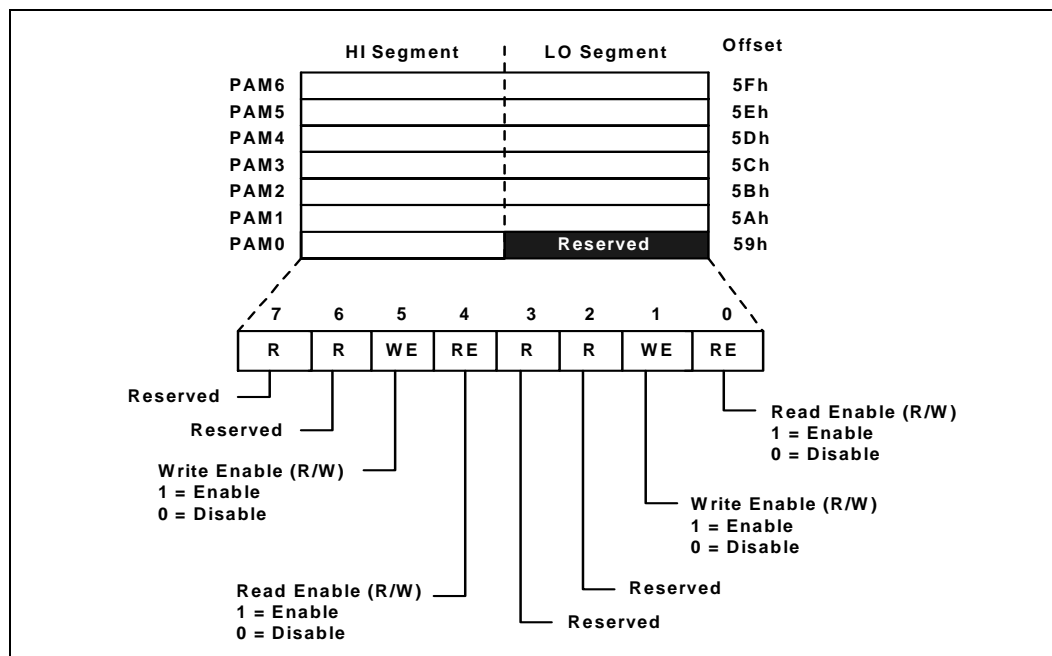 HI Segment LO Segment Offset
PAM6 5Fh
PAM5 5Eh
PAM4 5Dh
PAM3 5Ch
PAM2 5Bh
PAM1 5Ah
PAM0 Reserved 59h
7 6 5 4 3 2 1 0
R R WE RE R R WE RE
Reserved
Reserved
Write Enable (R/W)
1 = Enable
0 = Disable
Read Enable (R/W)
1 = Enable
0 = Disable
Reserved
Reserved
Write Enable (R/W)
1 = Enable
0 = Disable
Read Enable (R/W)
1 = Enable
0 = Disable